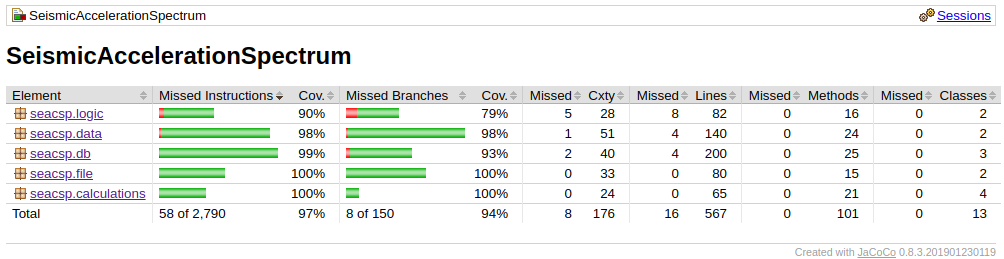 SeismicAccelerationSpectrum Sessions
SeismicAccelerationSpectrum
Element Missed Instructions Cov. Missed Branches Cov. Missed Cxty Missed Lines Missed Methods Missed Classes
seacsp.logic 90% 79% 5 28 8 82 0 16 0 2
seacsp.data 98% 98% 1 51 4 140 0 24 0 2
seacsp.db 99% 93% 2 40 4 200 0 25 0 3
seacsp.file 100% 100% 0 33 0 80 0 15 0 2
seacsp.calculations 100% 100% 0 24 0 65 0 21 0 4
Total 58 of 2,790 97% 8 of 150 94% 8 176 16 567 0 101 0 13
Created with JaCoCo 0.8.3.201901230119